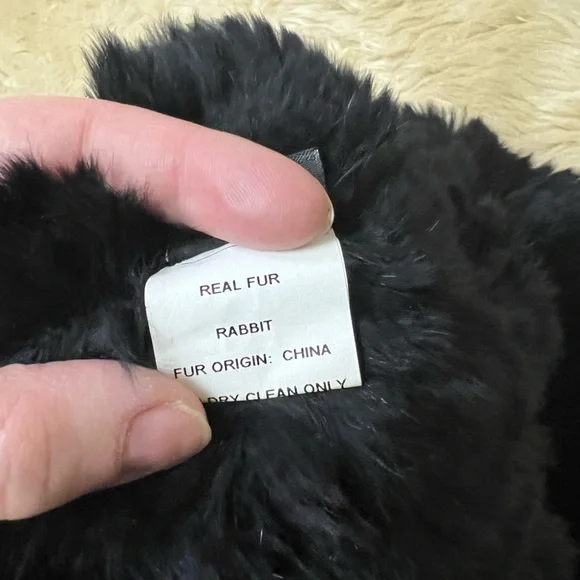 REAL FUR
RABBIT
FUR ORIGIN: CHINA
DRY CLEAN ONLY